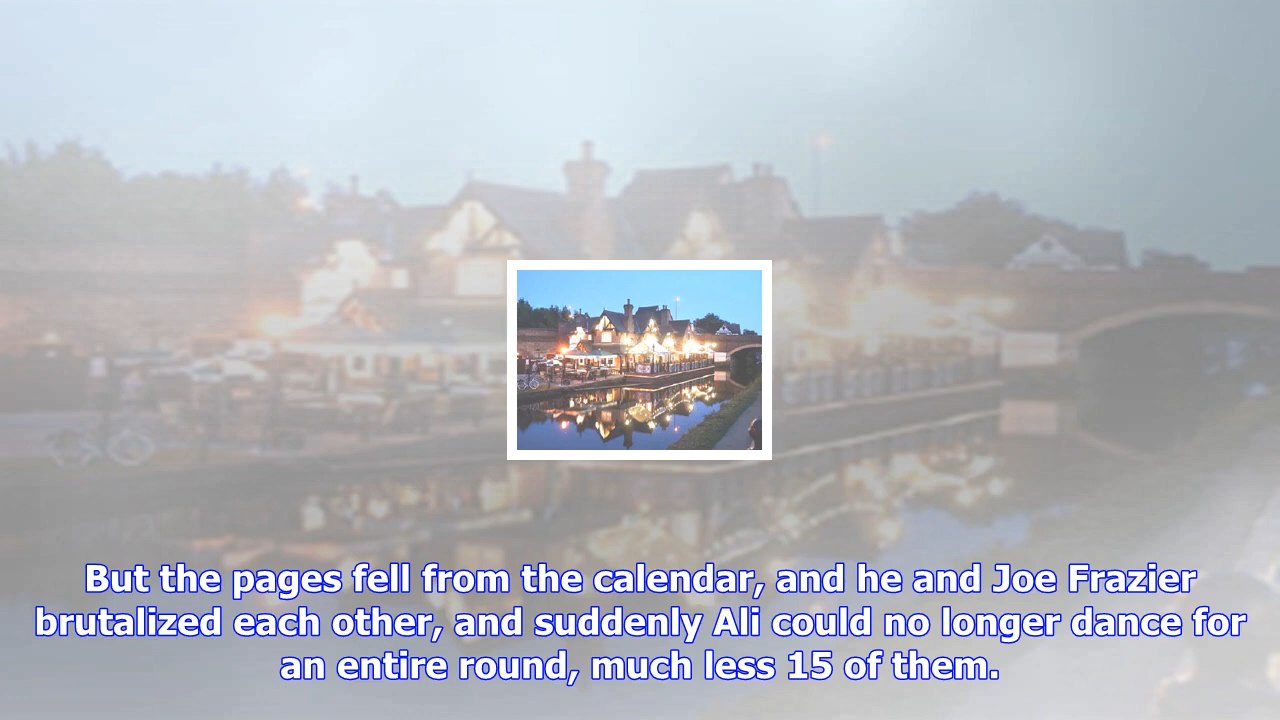 But the pages fell from the calendar, and he and Joe Frazier
brutalized each other, and suddenly Ali could no longer dance for
an entire round, much less 15 of them.